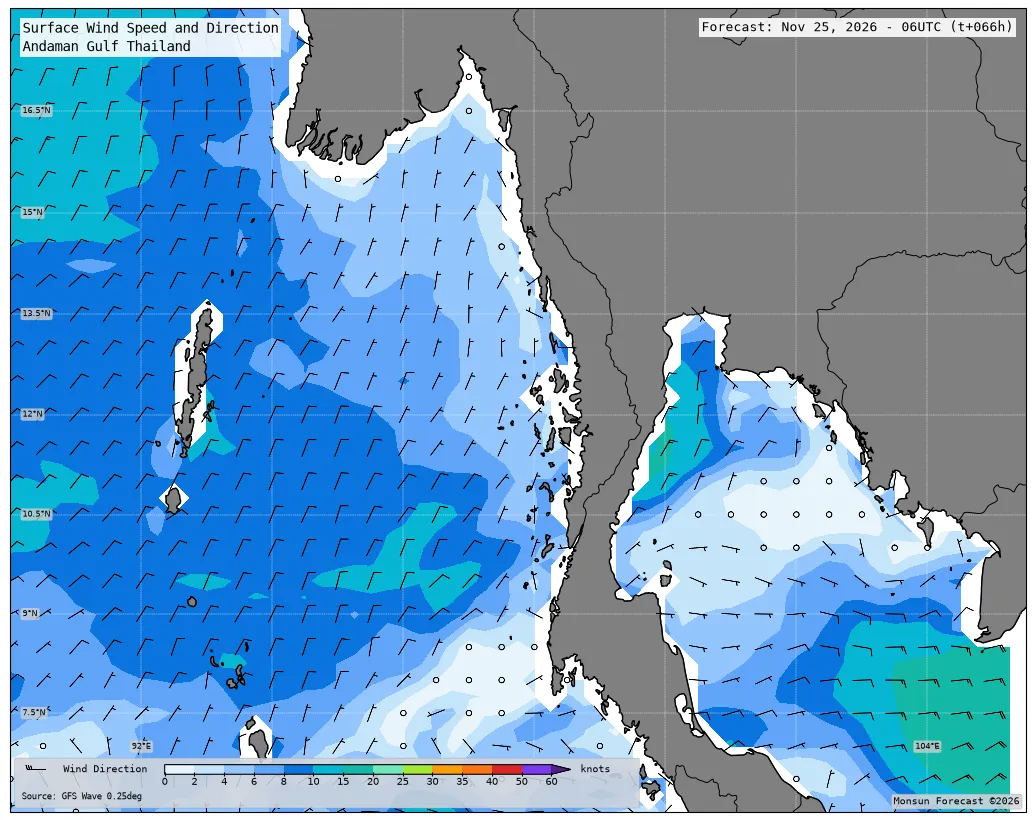 Surface Wind Speed and Direction
Andaman Gulf Thailand
Forecast: Nov 25, 2026 - 06UTC (t+066h)
16.5°N
15°N
13.5°N
12°N
10.5°N
9°N
7.5°N
92°E
104°E
Wind Direction
knots
0 2 4 6 8 10 15 20 25 30 35 40 50 60
Source: GFS Wave 0.25deg
Monsun Forecast ©2026